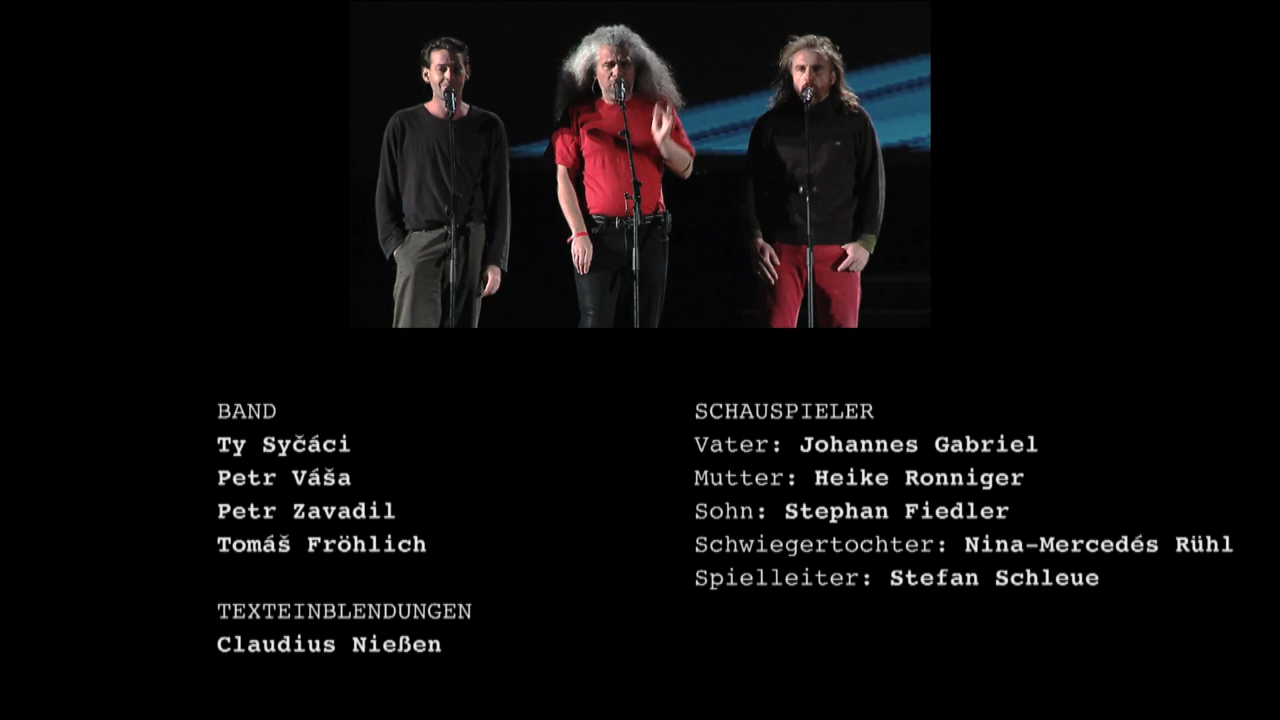 BAND
Ty Syčáci
Petr Váša
Petr Zavadil
Tomáš Fröhlich
TEXTEINBLENDUNGEN
Claudius Nießen
SCHAUSPIELER
Vater: Johannes Gabriel
Mutter: Heike Ronniger
Sohn: Stephan Fiedler
Schwiegertochter: Nina-Mercedés Rühl
Spielleiter: Stefan Schleue